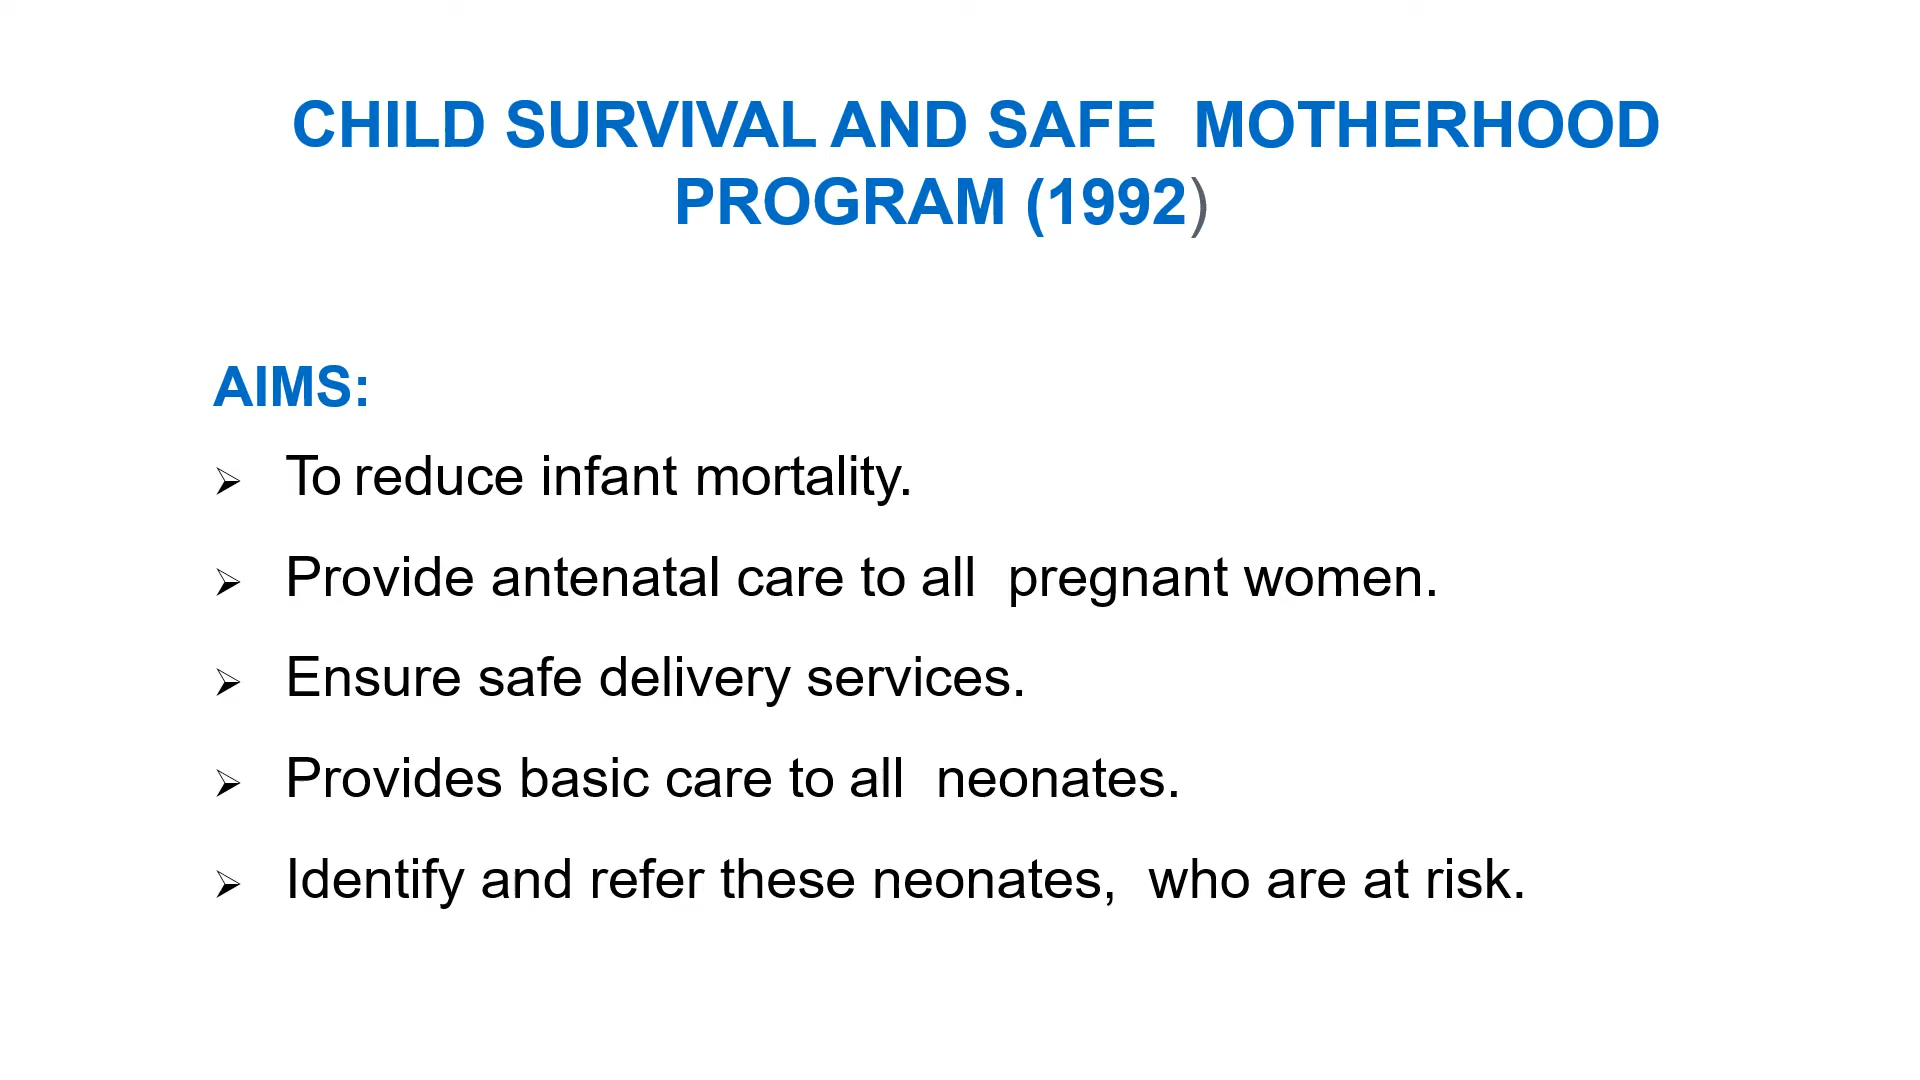 CHILD SURVIVAL AND SAFE MOTHERHOOD
PROGRAM (1992)
AIMS:
➢ To reduce infant mortality.
➢ Provide antenatal care to all pregnant women.
➢ Ensure safe delivery services.
➢ Provides basic care to all neonates.
➢ Identify and refer these neonates, who are at risk.